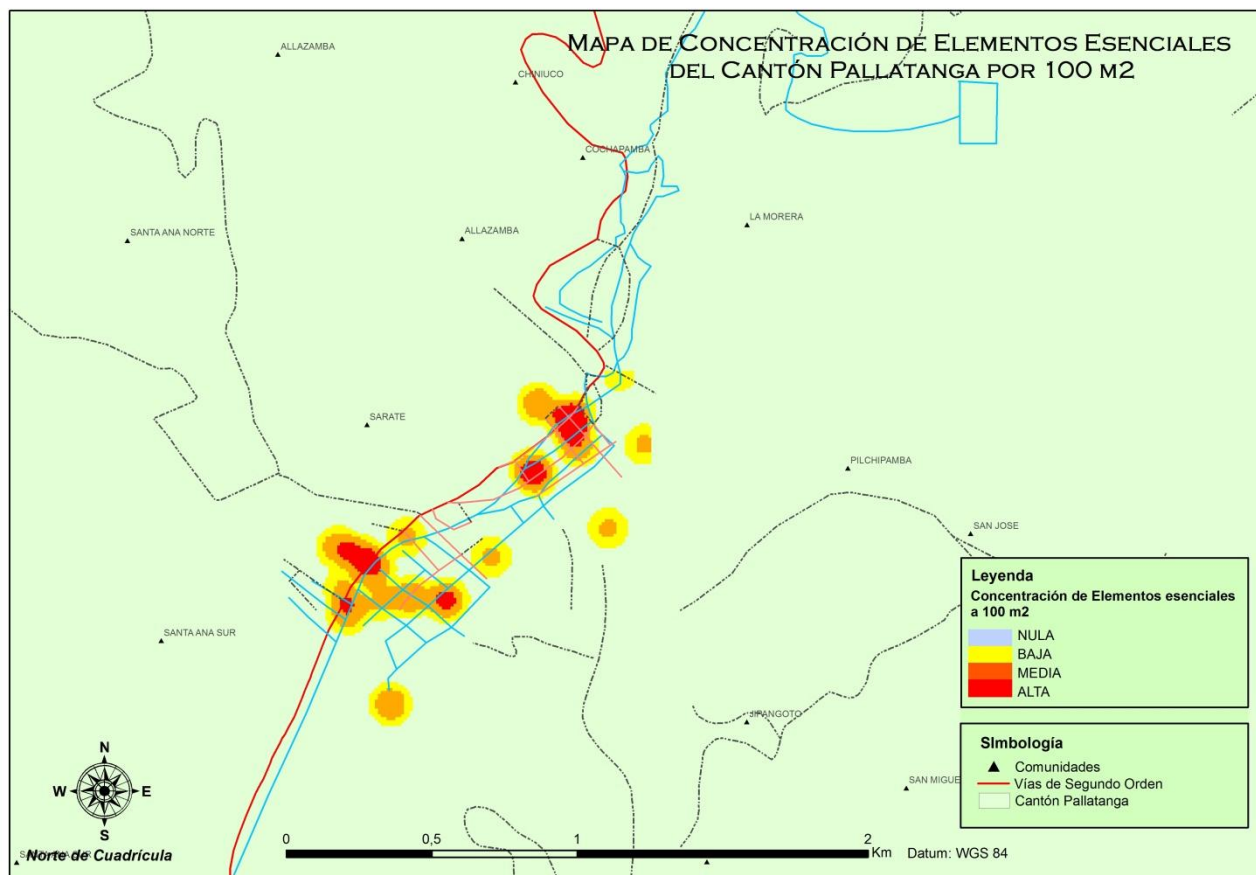 MAPA DE CONCENTRACIÓN DE ELEMENTOS ESENCIALES
DEL CANTÓN PALLATANGA POR 100 M2
ALLAZAMBA
CHINIUCO
COCHAPAMBA
LA MORERA
SANTA ANA NORTE
ALLAZAMBA
SARATE
PILCHIPAMBA
SAN JOSE
SANTA ANA SUR
JIPANGOTO
SAN MIGUE
Leyenda
Concentración de Elementos esenciales
a 100 m2
NULA
BAJA
MEDIA
ALTA
SImbología
Comunidades
Vías de Segundo Orden
Cantón Pallatanga
N
W E
S
Norte de Cuadrícula
0 0,5 1 2
Km
Datum: WGS 84